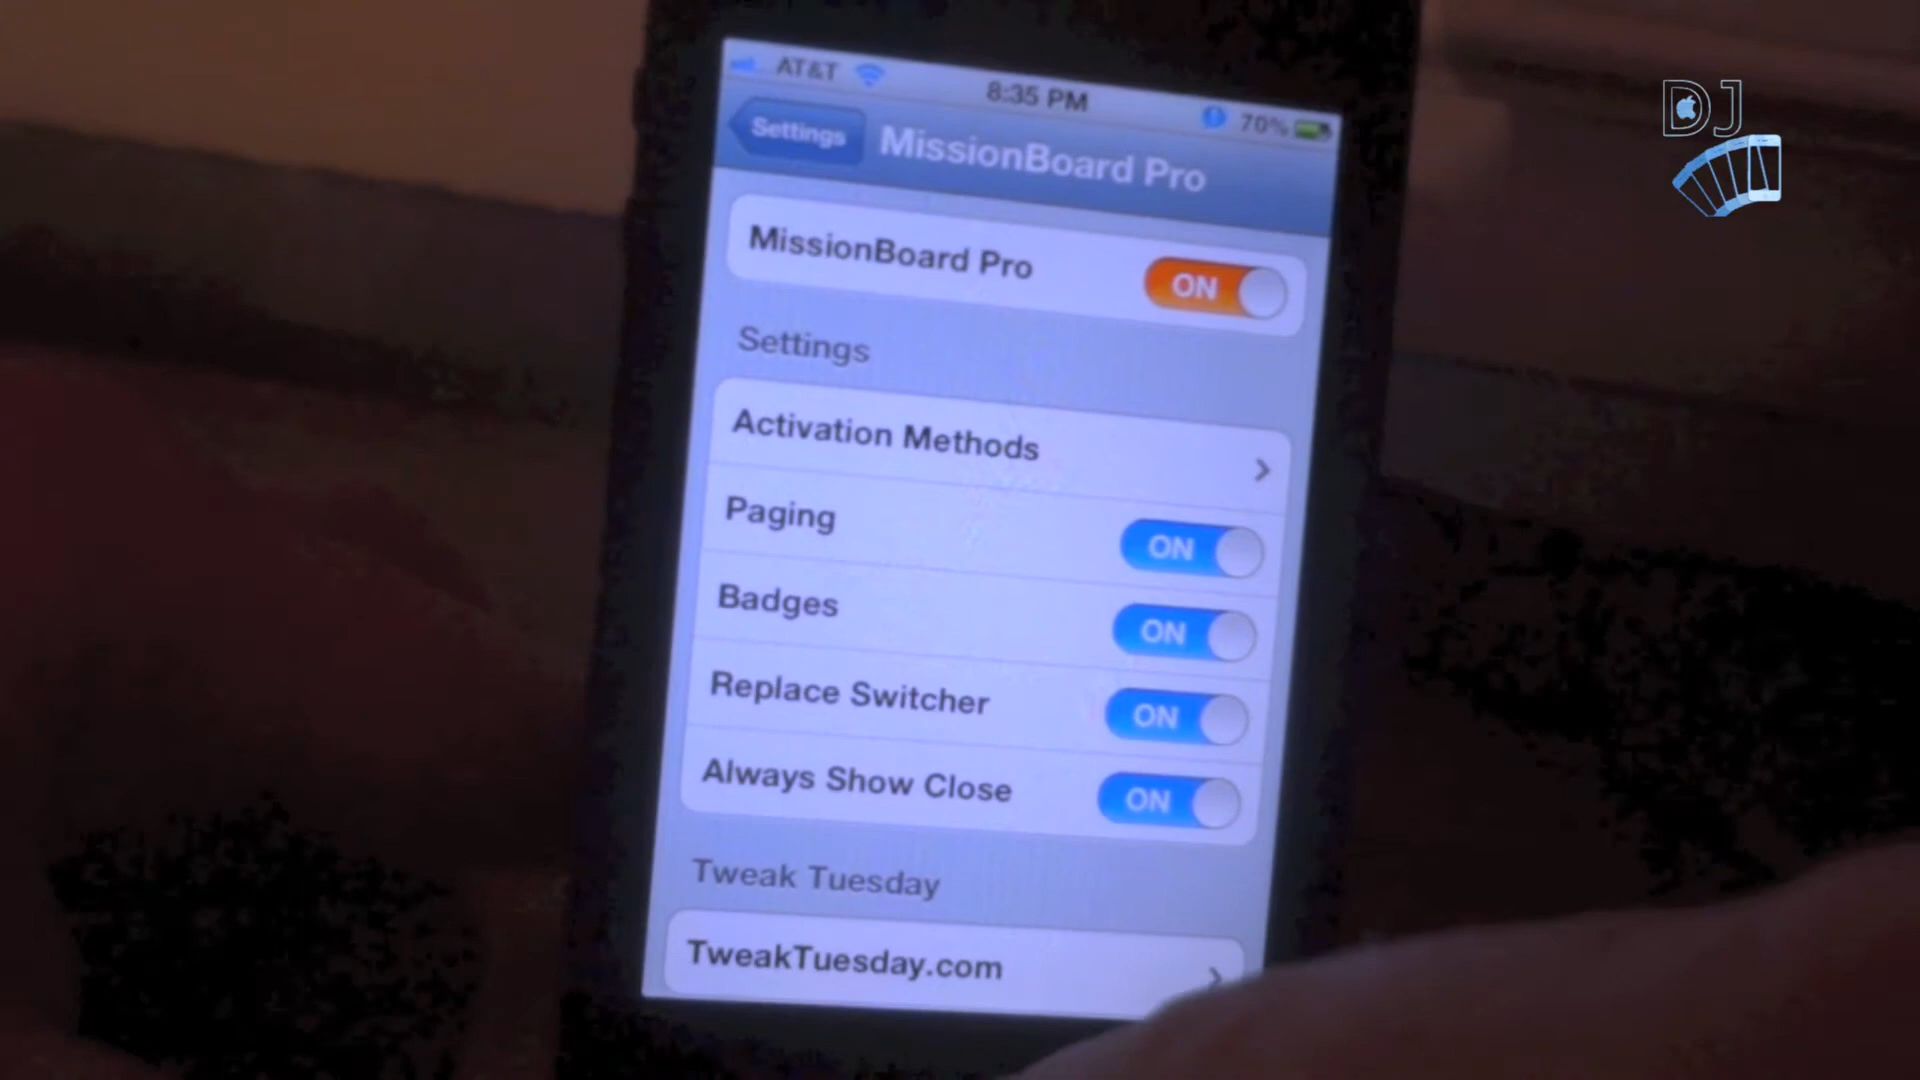 DJ
AT&T 8:35 PM 70%
Settings MissionBoard Pro
MissionBoard Pro ON
Settings
Activation Methods
Paging ON
Badges ON
Replace Switcher ON
Always Show Close ON
Tweak Tuesday
TweakTuesday.com